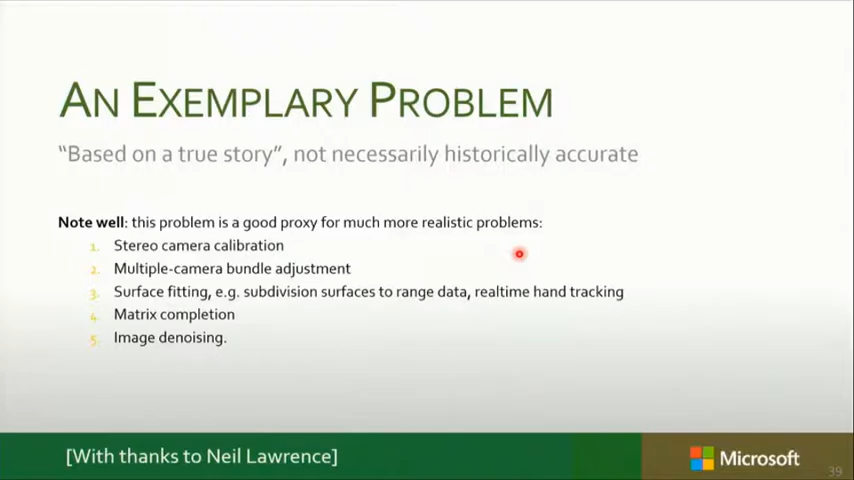 AN EXEMPLARY PROBLEM
“Based on a true story”, not necessarily historically accurate
Note well: this problem is a good proxy for much more realistic problems:
1. Stereo camera calibration
2. Multiple-camera bundle adjustment
3. Surface fitting, e.g. subdivision surfaces to range data, realtime hand tracking
4. Matrix completion
5. Image denoising.
[With thanks to Neil Lawrence]
Microsoft
39